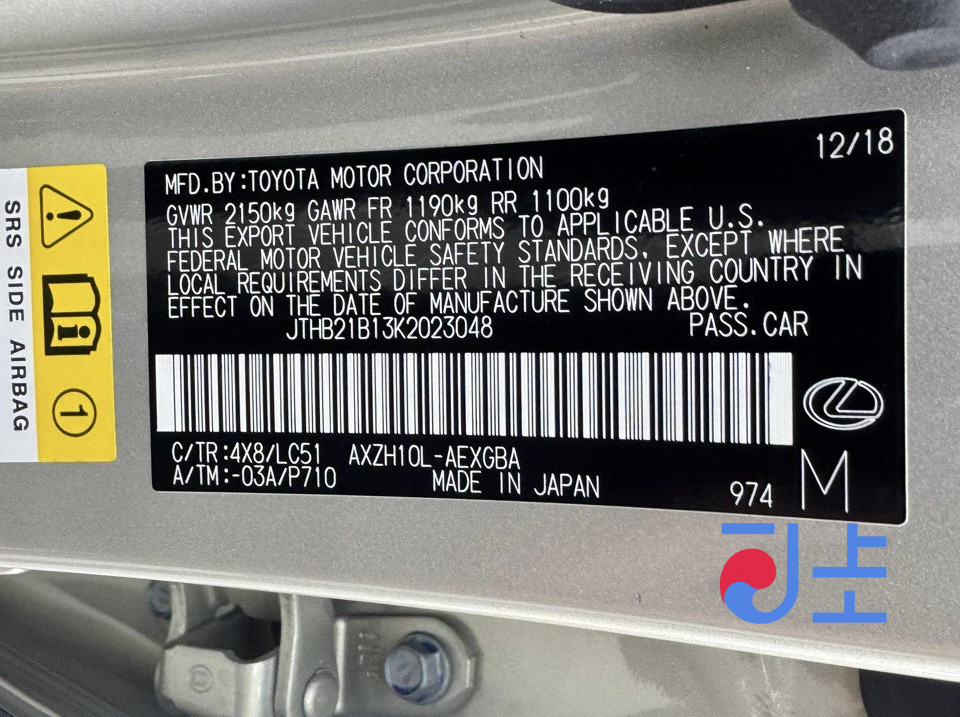 12/18
MFD.BY:TOYOTA MOTOR CORPORATION
GVWR 2150kg GAWR FR 1190kg RR 1100kg
THIS EXPORT VEHICLE CONFORMS TO APPLICABLE U.S.
FEDERAL MOTOR VEHICLE SAFETY STANDARDS, EXCEPT WHERE
LOCAL REQUIREMENTS DIFFER IN THE RECEIVING COUNTRY IN
EFFECT ON THE DATE OF MANUFACTURE SHOWN ABOVE.
JTHB21B13K2023048 PASS.CAR
C/TR:4X8/LC51 AXZH10L-AEXGBA
A/TM:-03A/P710 MADE IN JAPAN
974 M
SRS SIDE AIRBAG
1